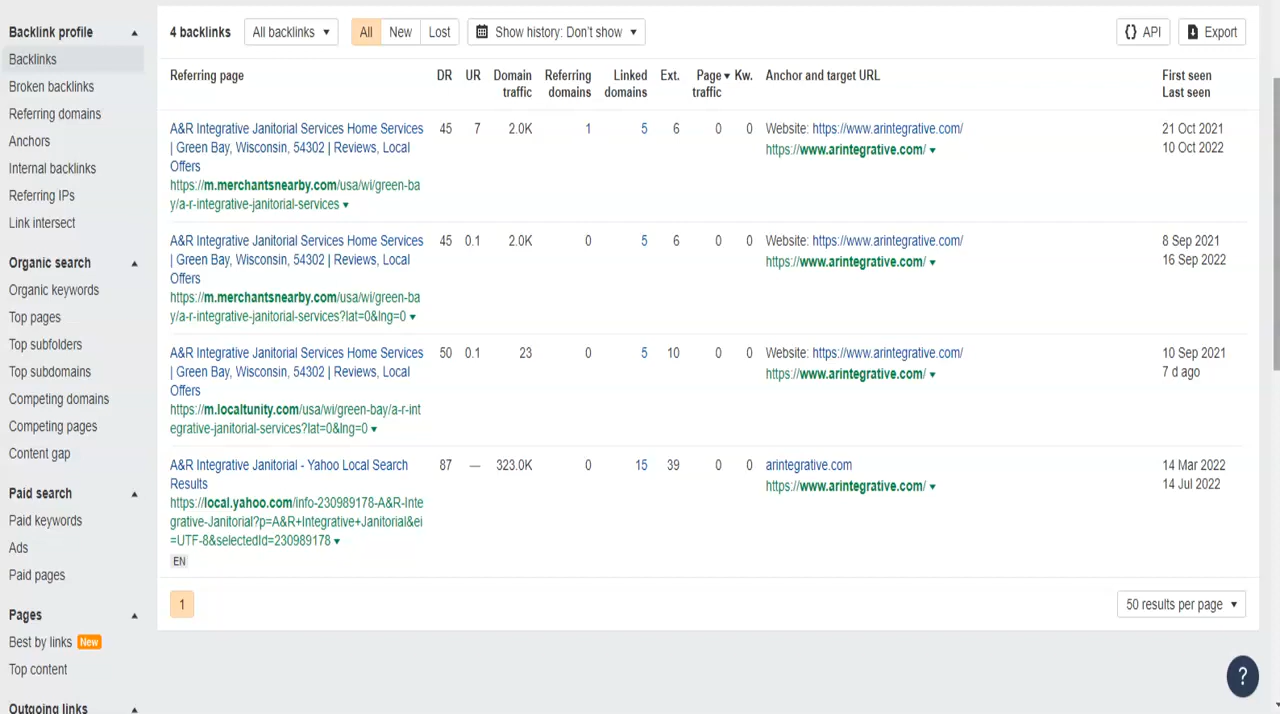 Backlink profile
Backlinks
Broken backlinks
Referring domains
Anchors
Internal backlinks
Referring IPs
Link intersect
Organic search
Organic keywords
Top pages
Top subfolders
Top subdomains
Competing domains
Competing pages
Content gap
Paid search
Paid keywords
Ads
Paid pages
Pages
Best by links New
Top content
Outgoing links
4 backlinks All backlinks All New Lost Show history: Don't show API Export
Referring page DR UR Domain traffic Referring domains Linked domains Ext. Page traffic Kw. Anchor and target URL First seen Last seen
A&R Integrative Janitorial Services Home Services 45 7 2.0K 1 5 6 0 0 Website: https://www.arintegrative.com/ 21 Oct 2021
| Green Bay, Wisconsin, 54302 | Reviews, Local https://www.arintegrative.com/ 10 Oct 2022
Offers
https://m.merchantsnearby.com/usa/wi/green-ba
y/a-r-integrative-janitorial-services
A&R Integrative Janitorial Services Home Services 45 0.1 2.0K 0 5 6 0 0 Website: https://www.arintegrative.com/ 8 Sep 2021
| Green Bay, Wisconsin, 54302 | Reviews, Local https://www.arintegrative.com/ 16 Sep 2022
Offers
https://m.merchantsnearby.com/usa/wi/green-ba
y/a-r-integrative-janitorial-services?lat=0&lng=0
A&R Integrative Janitorial Services Home Services 50 0.1 23 0 5 10 0 0 Website: https://www.arintegrative.com/ 10 Sep 2021
| Green Bay, Wisconsin, 54302 | Reviews, Local https://www.arintegrative.com/ 7 d ago
Offers
https://m.localtunity.com/usa/wi/green-bay/a-r-int
egrative-janitorial-services?lat=0&lng=0
A&R Integrative Janitorial - Yahoo Local Search 87 — 323.0K 0 15 39 0 0 arintegrative.com 14 Mar 2022
Results https://www.arintegrative.com/ 14 Jul 2022
https://local.yahoo.com/info-230989178-A&R-Inte
grative-Janitorial?p=A&R+Integrative+Janitorial&ei
=UTF-8&selectedId=230989178
EN
1 50 results per page
?